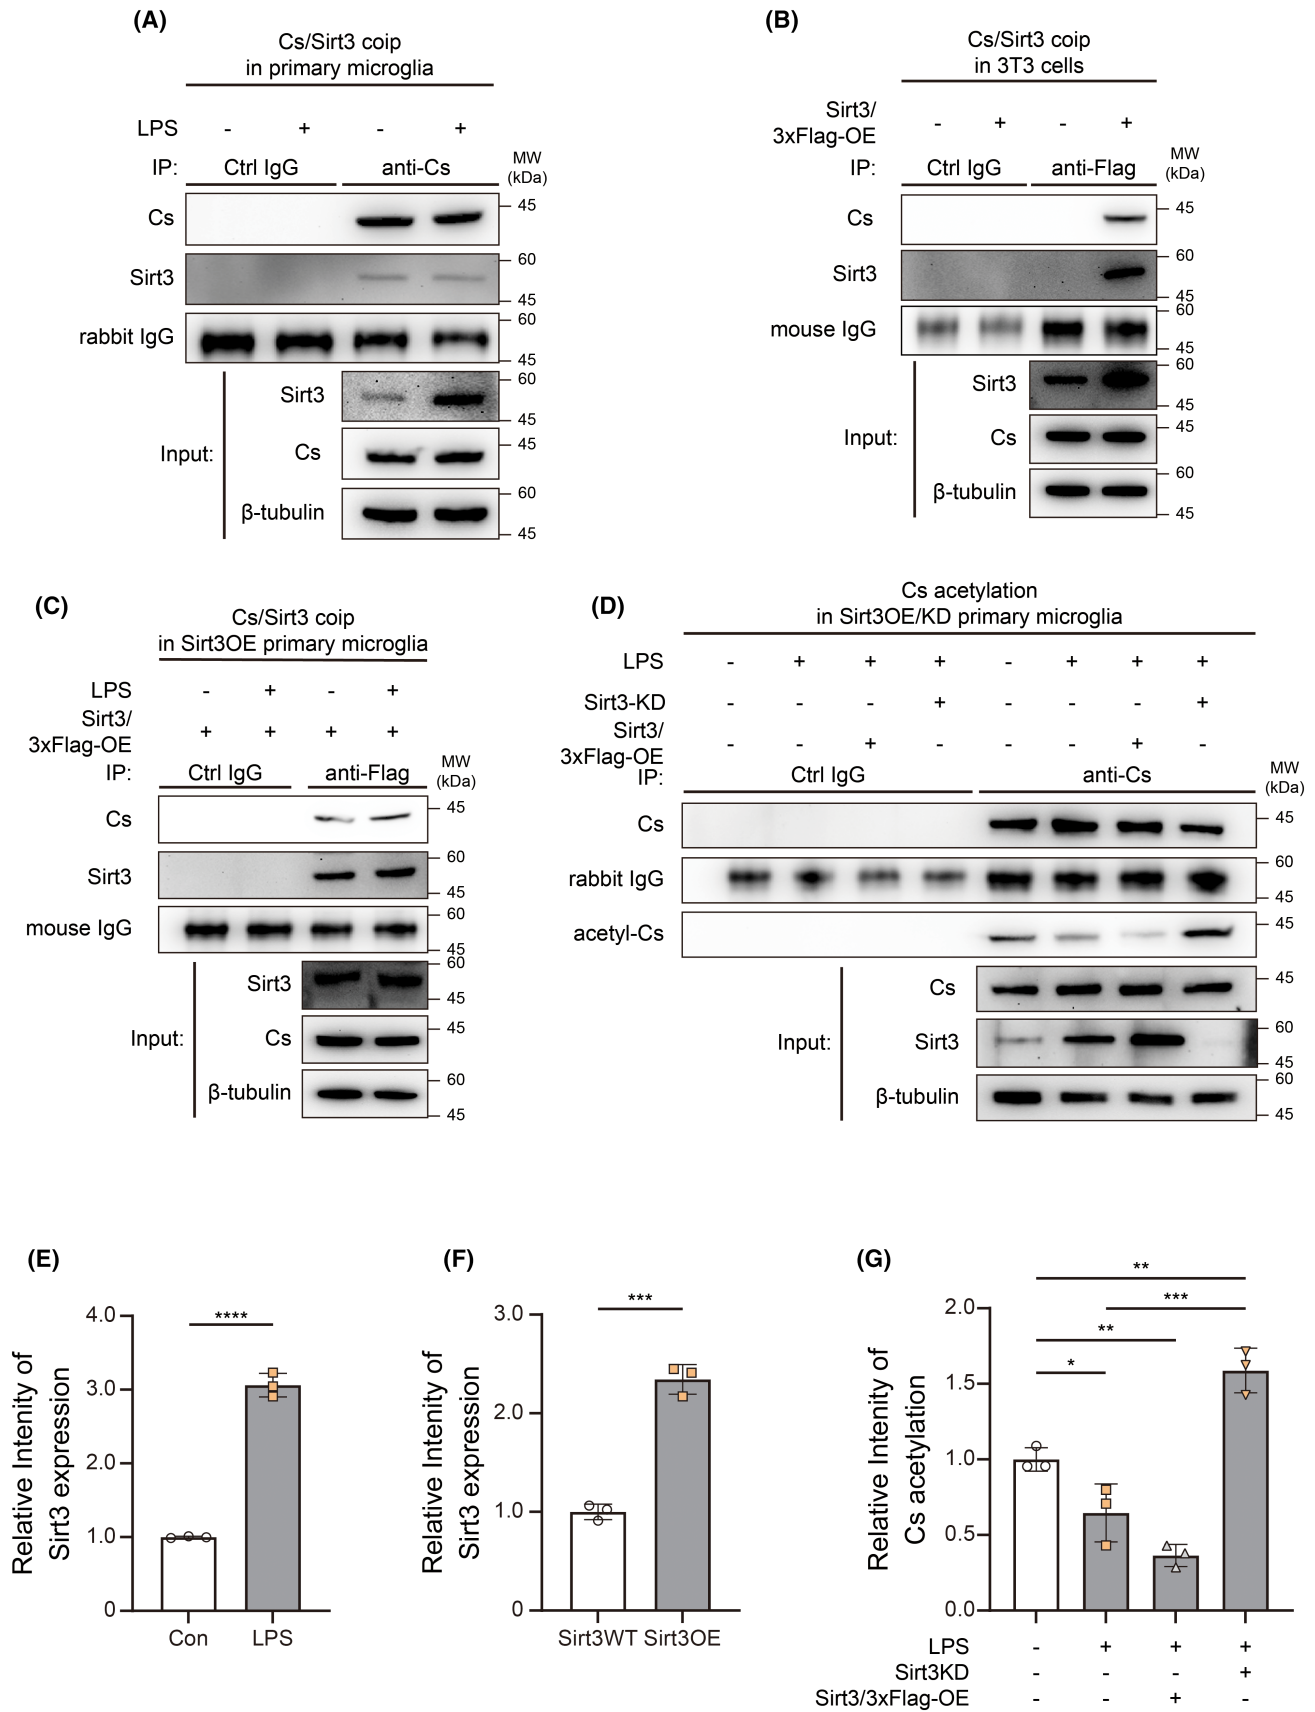 (A)
Cs/Sirt3 coip
in primary microglia
LPS - + - +
IP: Ctrl IgG anti-Cs MW
(kDa)
Cs 45
Sirt3 60
45
rabbit IgG 60
45
Input:
Sirt3 60
45
Cs 45
β-tubulin 60
45
(B)
Cs/Sirt3 coip
in 3T3 cells
Sirt3/
3xFlag-OE - + - +
IP: Ctrl IgG anti-Flag MW
(kDa)
Cs 45
Sirt3 60
45
mouse IgG 60
45
Input:
Sirt3 60
45
Cs 45
β-tubulin 60
45
(C)
Cs/Sirt3 coip
in Sirt3OE primary microglia
LPS - + - +
Sirt3/
3xFlag-OE + + + +
IP: Ctrl IgG anti-Flag MW
(kDa)
Cs 45
Sirt3 60
45
mouse IgG 60
45
Input:
Sirt3 60
45
Cs 45
β-tubulin 60
45
(D)
Cs acetylation
in Sirt3OE/KD primary microglia
LPS - + + + - + + +
Sirt3-KD - - - + - - - +
Sirt3/
3xFlag-OE - - + - - - + -
IP: Ctrl IgG anti-Cs MW
(kDa)
Cs 45
rabbit IgG 60
45
acetyl-Cs 45
Input:
Cs 45
Sirt3 60
45
β-tubulin 60
45
(E)
Relative Intenity of
Sirt3 expression
4.0
3.0
2.0
1.0
0
****
Con LPS
(F)
Relative Intenity of
Sirt3 expression
3.0
2.0
1.0
0
***
Sirt3WT Sirt3OE
(G)
Relative Intenity of
Cs acetylation
2.0
1.5
1.0
0.5
0.0
**
***
**
*
LPS - + + +
Sirt3KD - - - +
Sirt3/3xFlag-OE - - + -